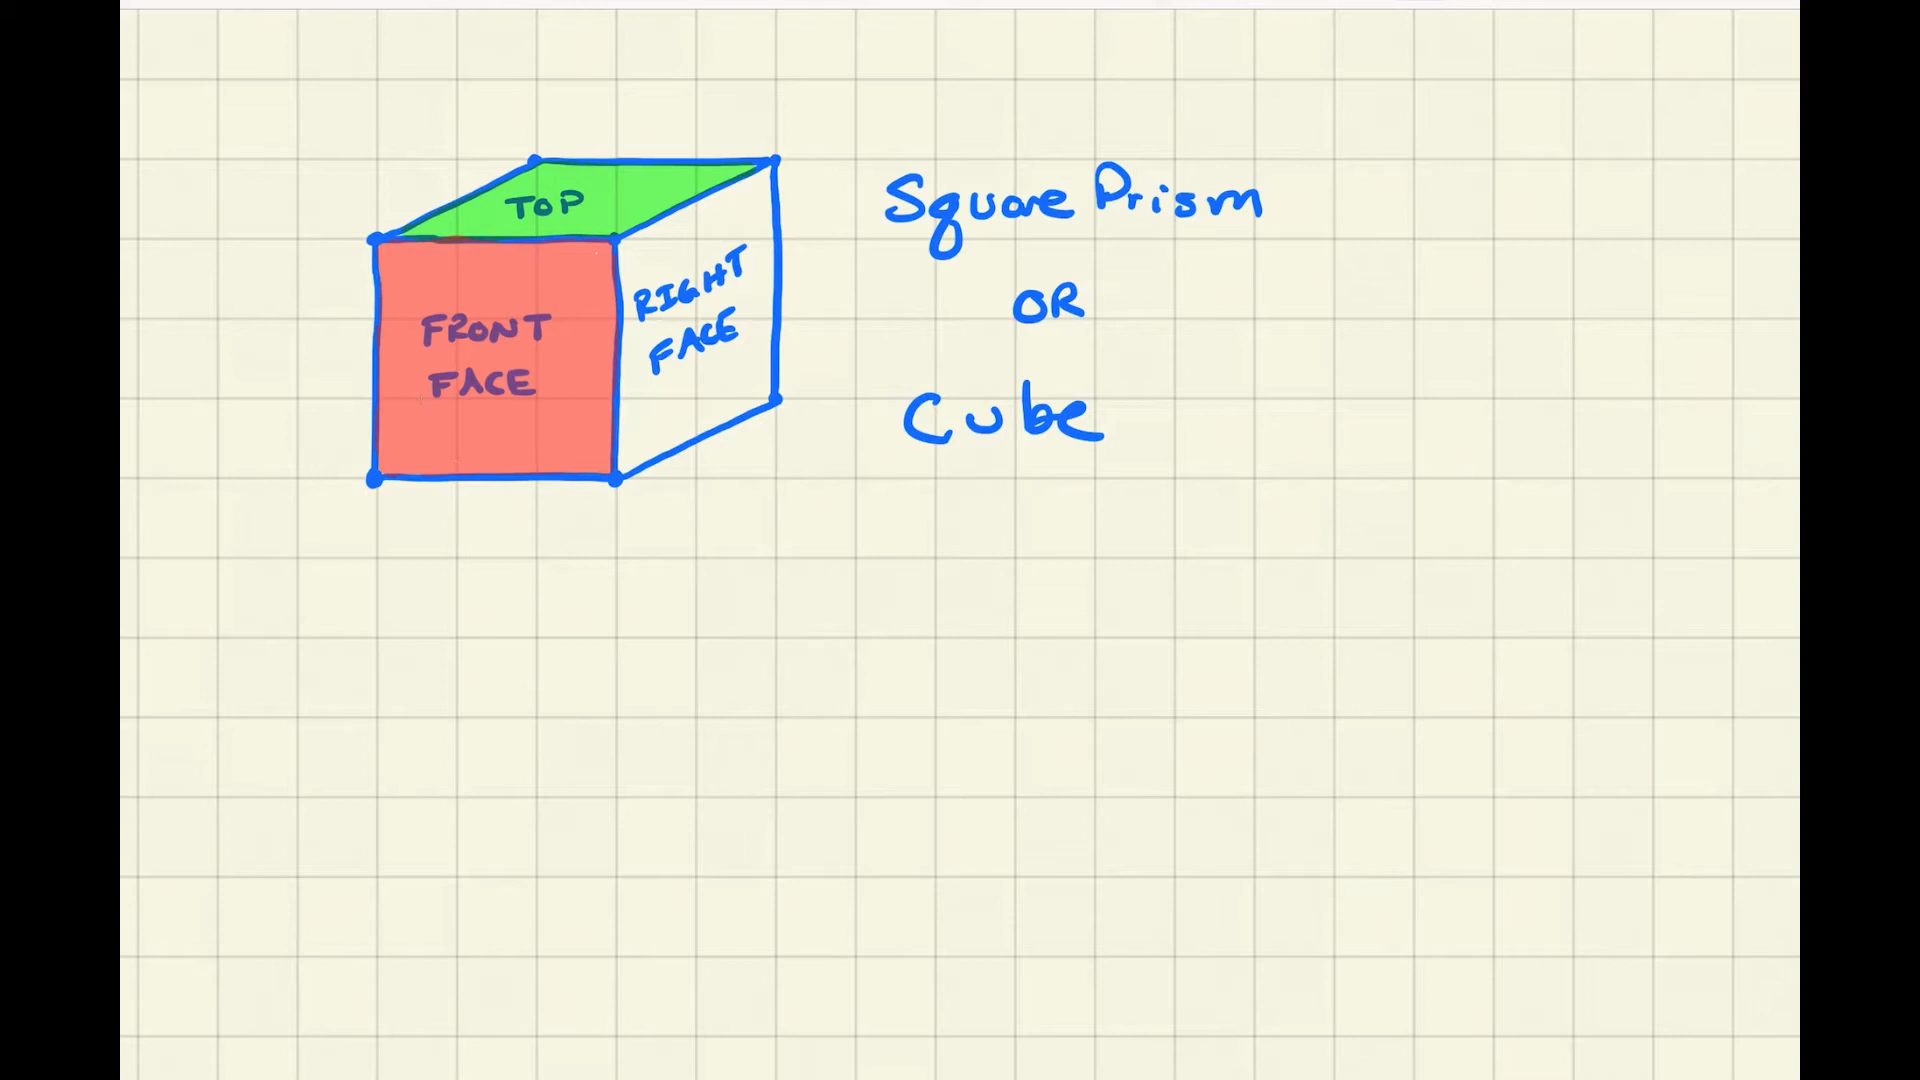 TOP
FRONT
FACE
RIGHT
FACE
Square Prism
OR
Cube